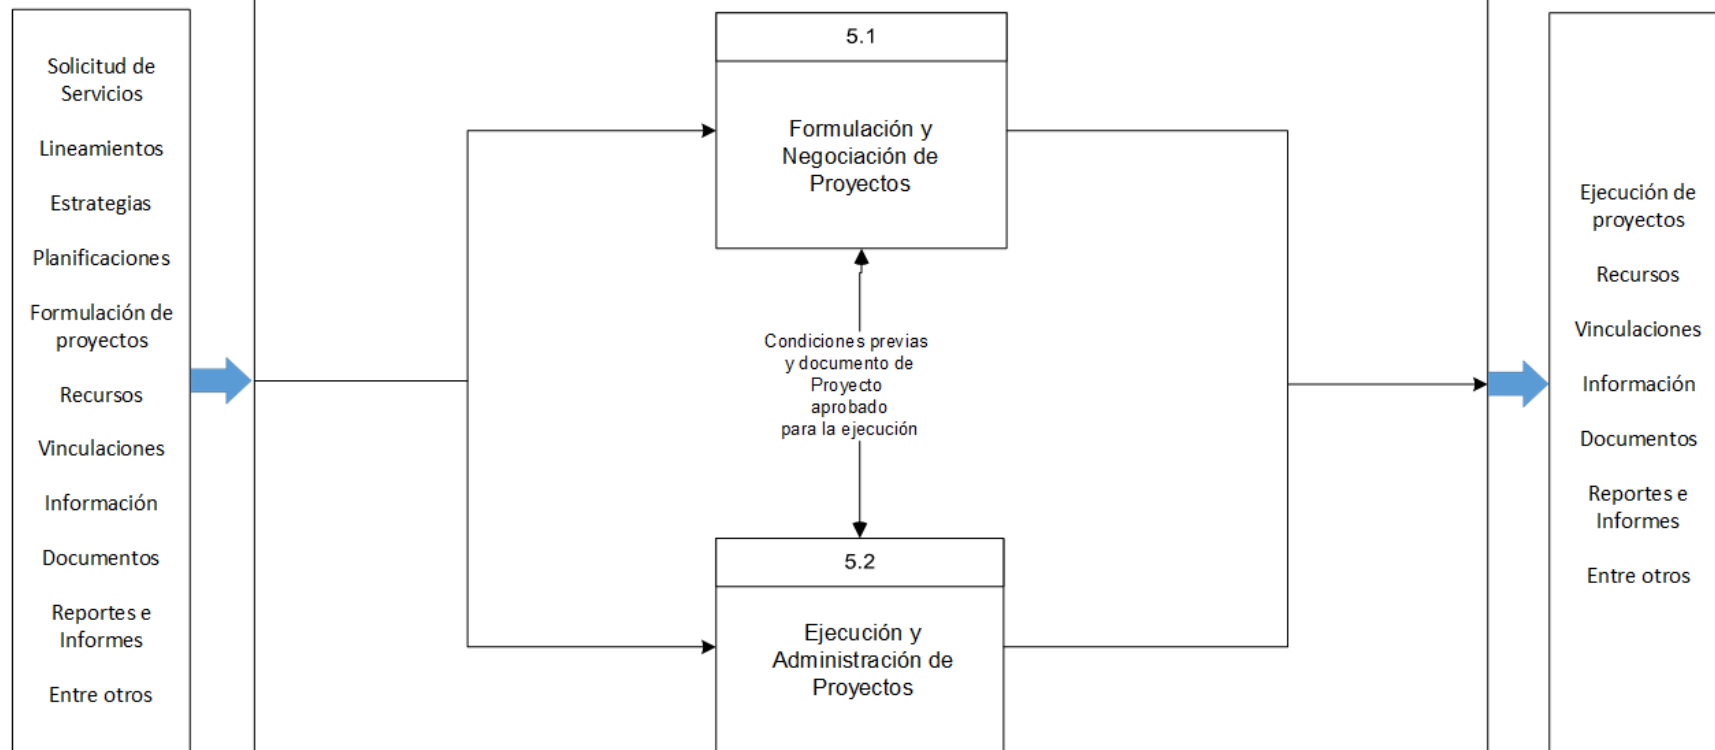 Solicitud de
Servicios
Lineamientos
Estrategias
Planificaciones
Formulación de
proyectos
Recursos
Vinculaciones
Información
Documentos
Reportes e
Informes
Entre otros
5.1
Formulación y
Negociación de
Proyectos
Condiciones previas
y documento de
Proyecto
aprobado
para la ejecución
5.2
Ejecución y
Administración de
Proyectos
Ejecución de
proyectos
Recursos
Vinculaciones
Información
Documentos
Reportes e
Informes
Entre otros